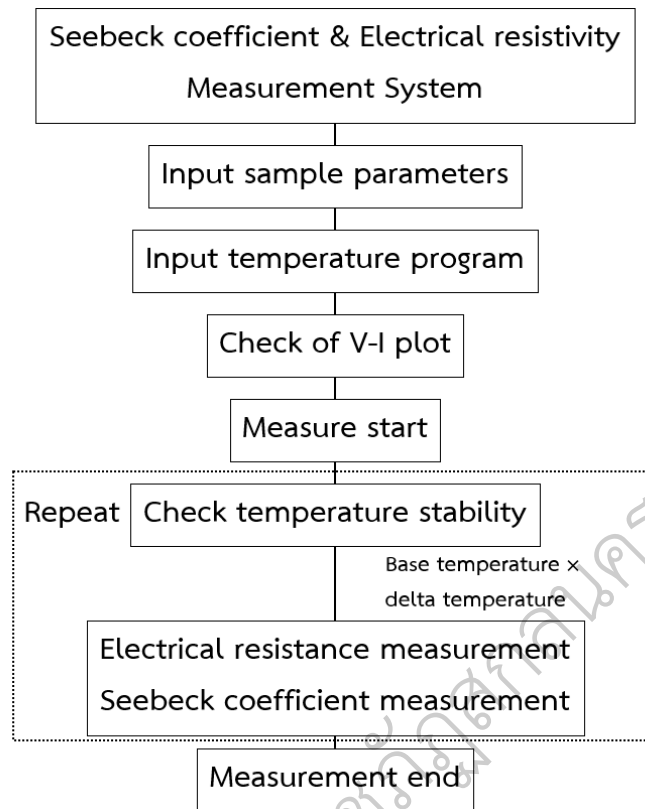 Seebeck coefficient & Electrical resistivity
Measurement System
Input sample parameters
Input temperature program
Check of V-I plot
Measure start
Repeat
Check temperature stability
Base temperature ×
delta temperature
Electrical resistance measurement
Seebeck coefficient measurement
Measurement end